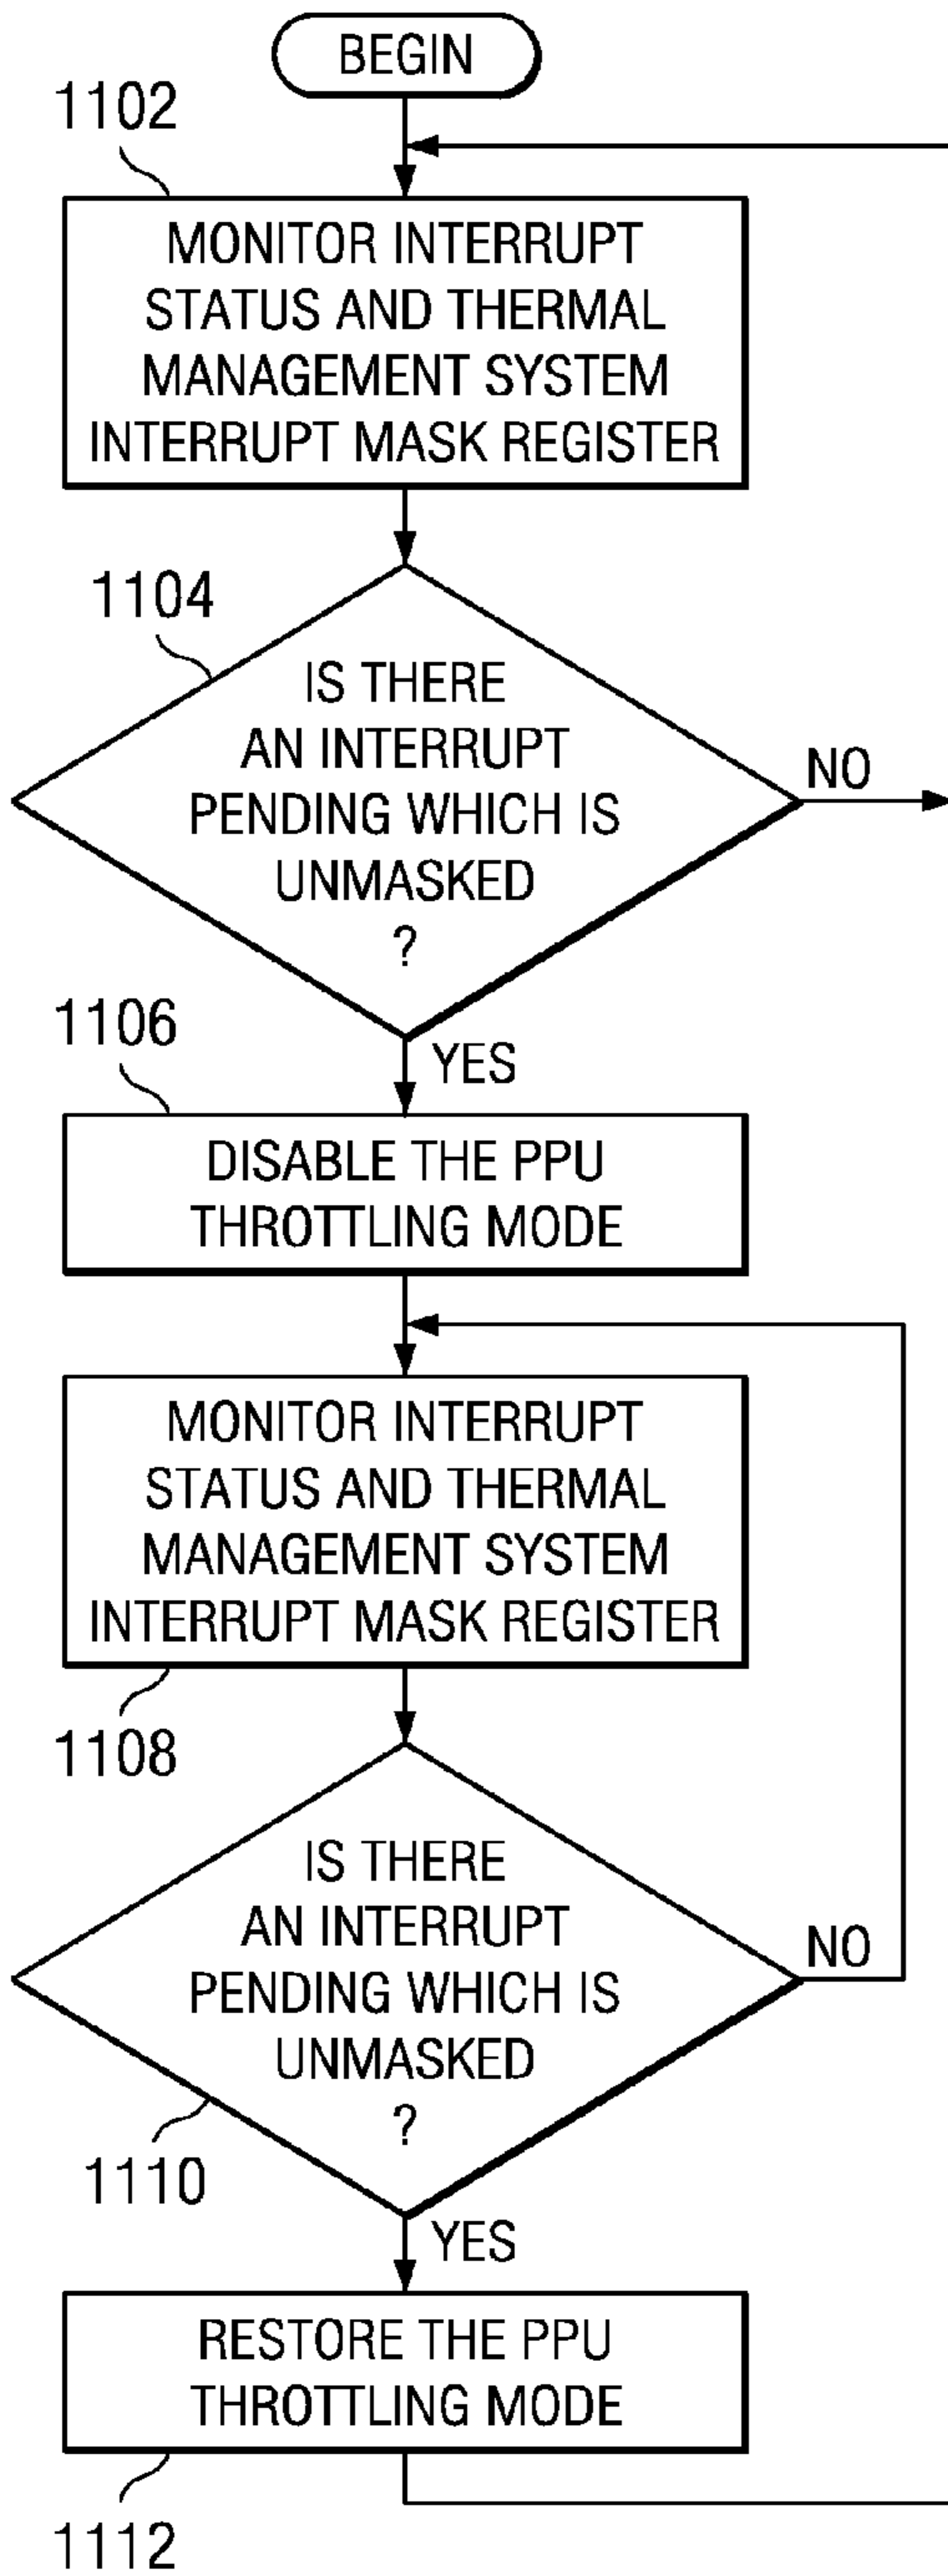 BEGIN
1102
MONITOR INTERRUPT
STATUS AND THERMAL
MANAGEMENT SYSTEM
INTERRUPT MASK REGISTER
1104
IS THERE
AN INTERRUPT
PENDING WHICH IS
UNMASKED
?
NO
YES
1106
DISABLE THE PPU
THROTTLING MODE
MONITOR INTERRUPT
STATUS AND THERMAL
MANAGEMENT SYSTEM
INTERRUPT MASK REGISTER
1108
IS THERE
AN INTERRUPT
PENDING WHICH IS
UNMASKED
?
NO
1110
YES
RESTORE THE PPU
THROTTLING MODE
1112